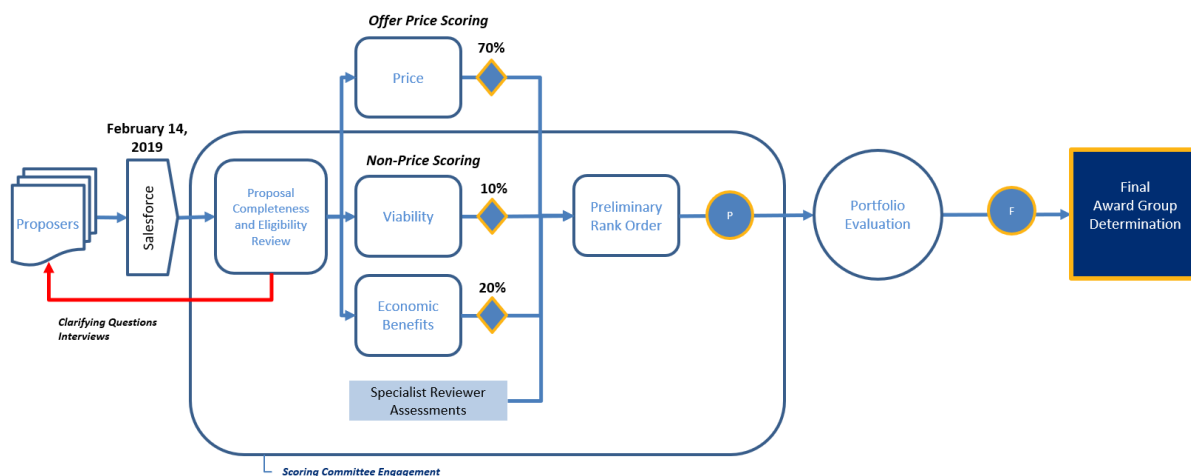 Offer Price Scoring
70%
Price
February 14,
2019
Non-Price Scoring
10%
Proposers
Salesforce
Proposal
Completeness
and Eligibility
Review
Viability
Preliminary
Rank Order
P
Portfolio
Evaluation
F
Final
Award Group
Determination
20%
Economic
Benefits
Clarifying Questions
Interviews
Specialist Reviewer
Assessments
Scoring Committee Engagement